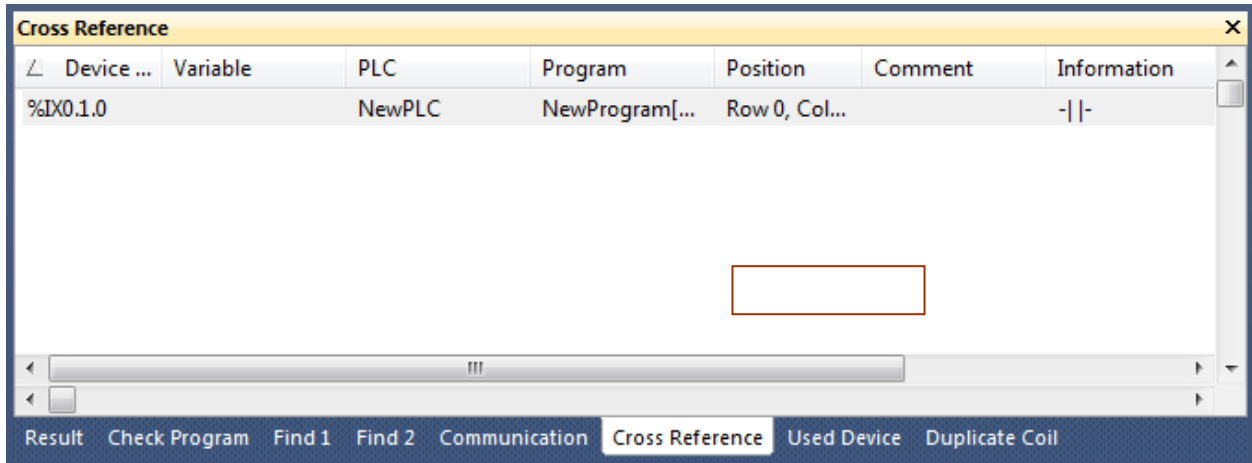 Cross Reference
Device ... Variable PLC Program Position Comment Information
%IX0.1.0 NewPLC NewProgram[... Row 0, Col... -| |-
Result Check Program Find 1 Find 2 Communication Cross Reference Used Device Duplicate Coil